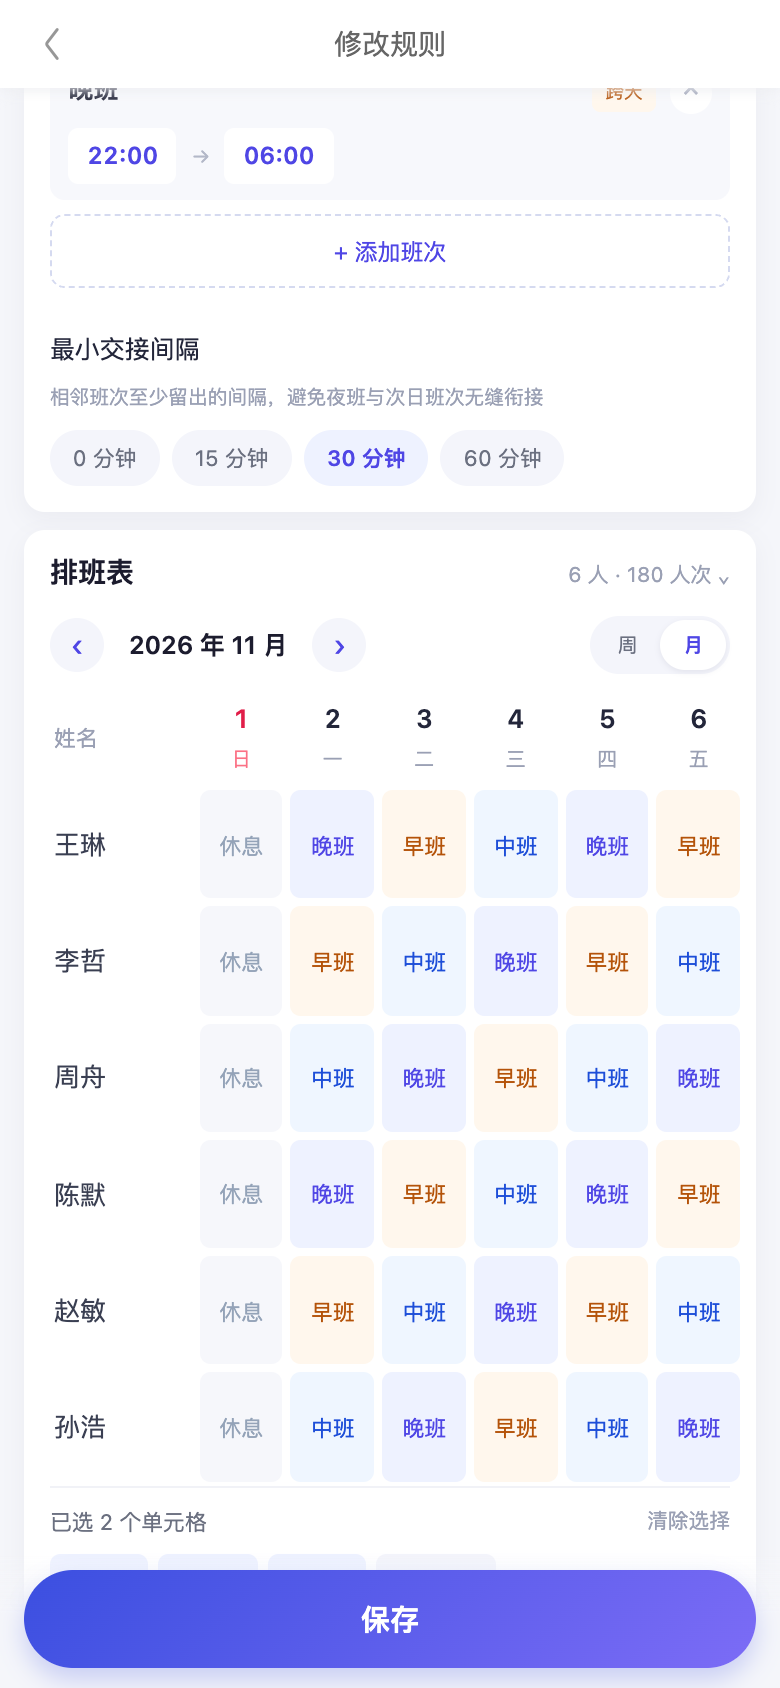 修改规则
晚班 跨天
22:00 → 06:00
+ 添加班次
最小交接间隔
相邻班次至少留出的间隔，避免夜班与次日班次无缝衔接
0 分钟 15 分钟 30 分钟 60 分钟
排班表 6 人 · 180 人次
‹ 2026 年 11 月 › 周 月
姓名 1 2 3 4 5 6
日 一 二 三 四 五
王琳 休息 晚班 早班 中班 晚班 早班
李哲 休息 早班 中班 晚班 早班 中班
周舟 休息 中班 晚班 早班 中班 晚班
陈默 休息 晚班 早班 中班 晚班 早班
赵敏 休息 早班 中班 晚班 早班 中班
孙浩 休息 中班 晚班 早班 中班 晚班
已选 2 个单元格 清除选择
保存